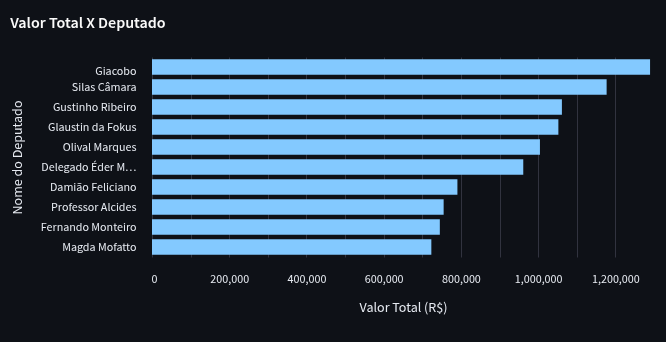 Valor Total X Deputado
Nome do Deputado
Giacobo
Silas Câmara
Gustinho Ribeiro
Glaustin da Fokus
Olival Marques
Delegado Éder M…
Damião Feliciano
Professor Alcides
Fernando Monteiro
Magda Mofatto
0 200,000 400,000 600,000 800,000 1,000,000 1,200,000
Valor Total (R$)